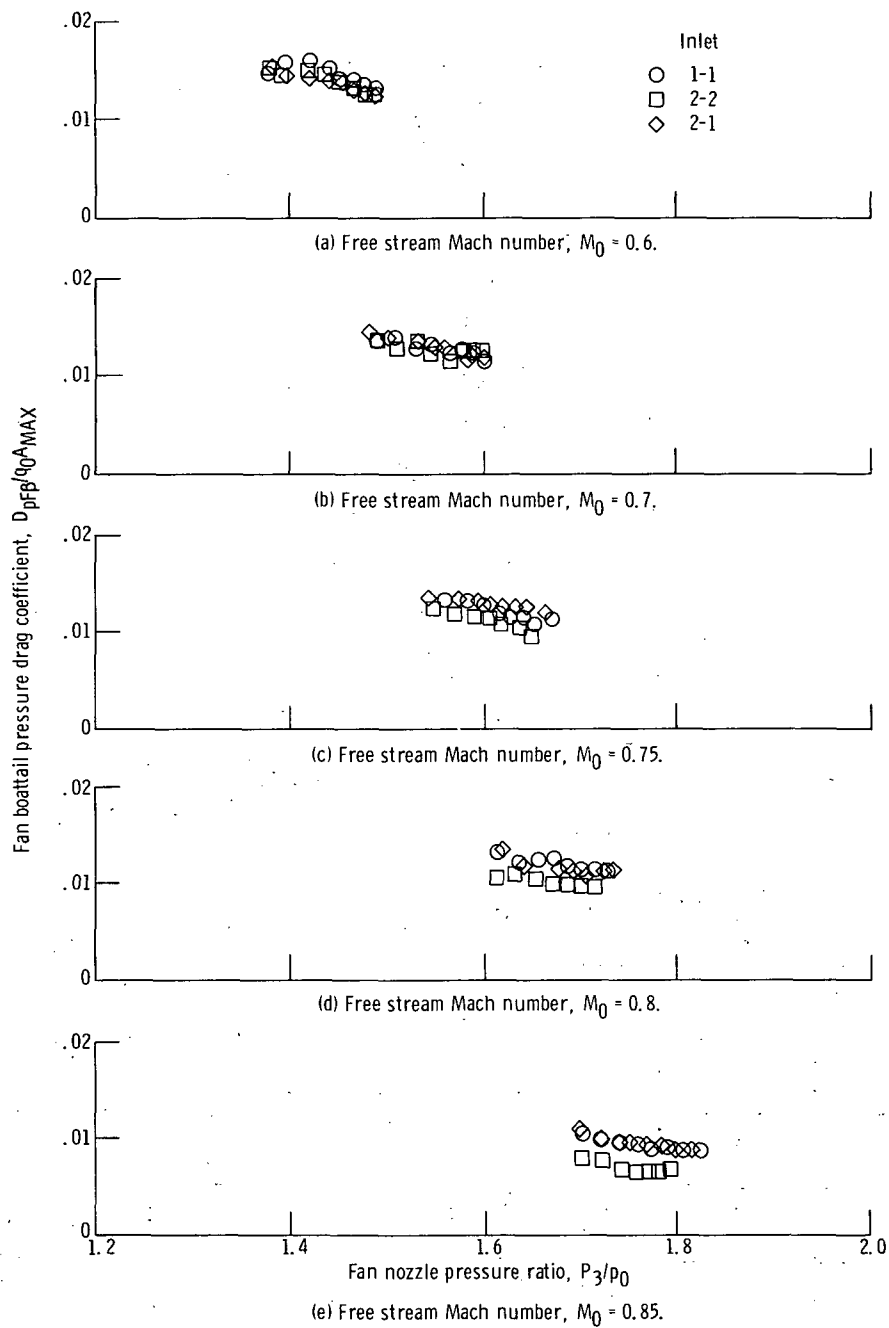 .02
.01
0
Inlet
1-1
2-2
2-1
(a) Free stream Mach number, M0 = 0.6.
.02
.01
0
(b) Free stream Mach number, M0 = 0.7.
.02
.01
0
(c) Free stream Mach number, M0 = 0.75.
Fan boattail pressure drag coefficient, DpFβ/q0AMAX
.02
.01
0
(d) Free stream Mach number, M0 = 0.8.
.02
.01
0
1.2 1.4 1.6 1.8 2.0
Fan nozzle pressure ratio, P3/p0
(e) Free stream Mach number, M0 = 0.85.